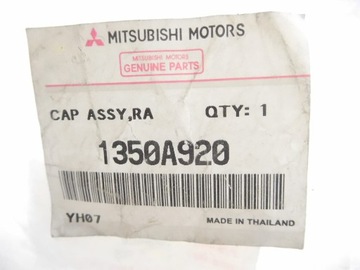 MITSUBISHI MOTORS
MITSUBISHI MOTORS
GENUINE PARTS
CAP ASSY,RA QTY: 1
1350A920
YH07 MADE IN THAILAND